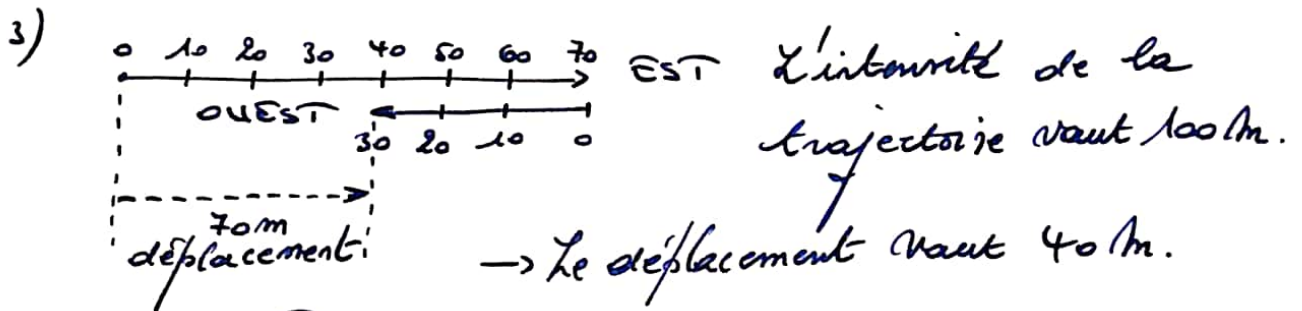 3)
0 10 20 30 40 50 60 70 EST L'intensité de la
OUEST
30 20 10 0 trajectoire vaut 100 m.
70m
déplacement
→ Le déplacement vaut 40 m.